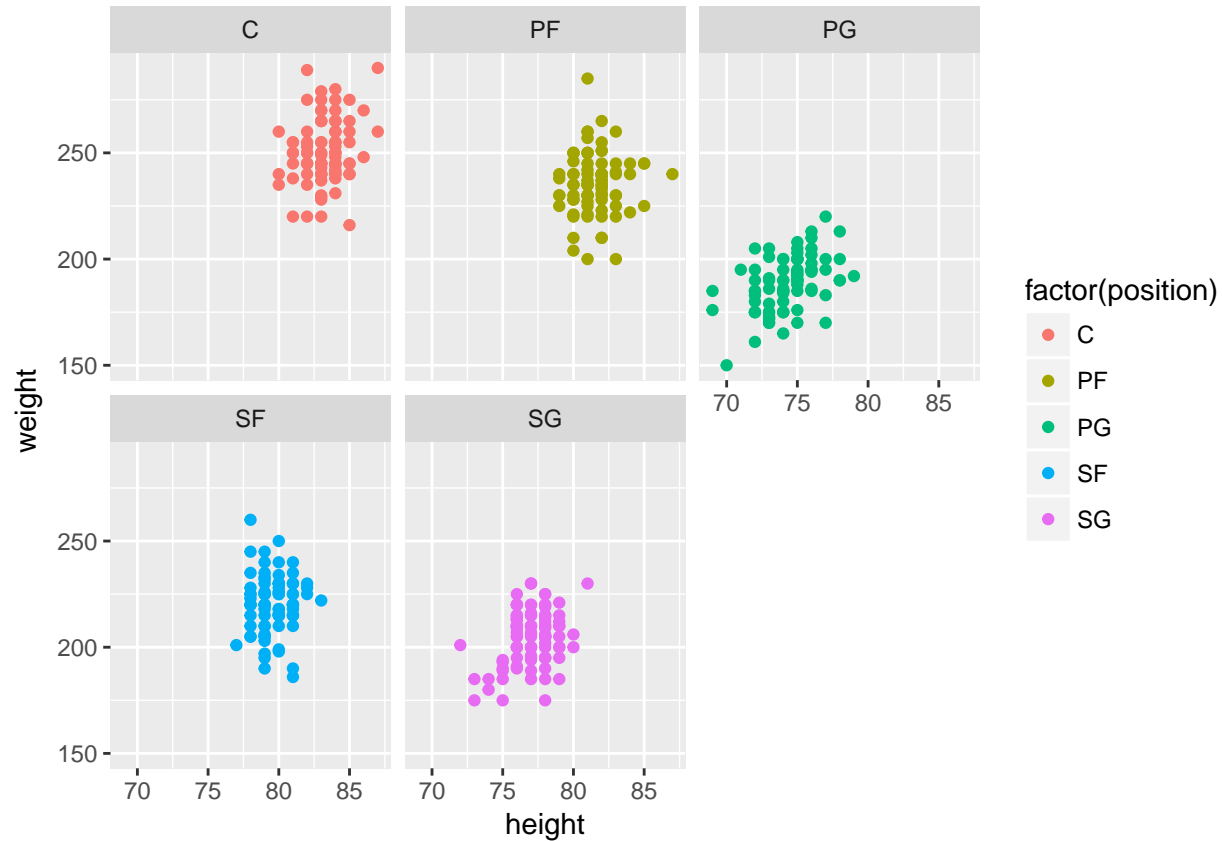 C PF PG
250
200
150
70 75 80 85
weight
SF SG
250
200
150
70 75 80 85 70 75 80 85
height
factor(position)
C
PF
PG
SF
SG